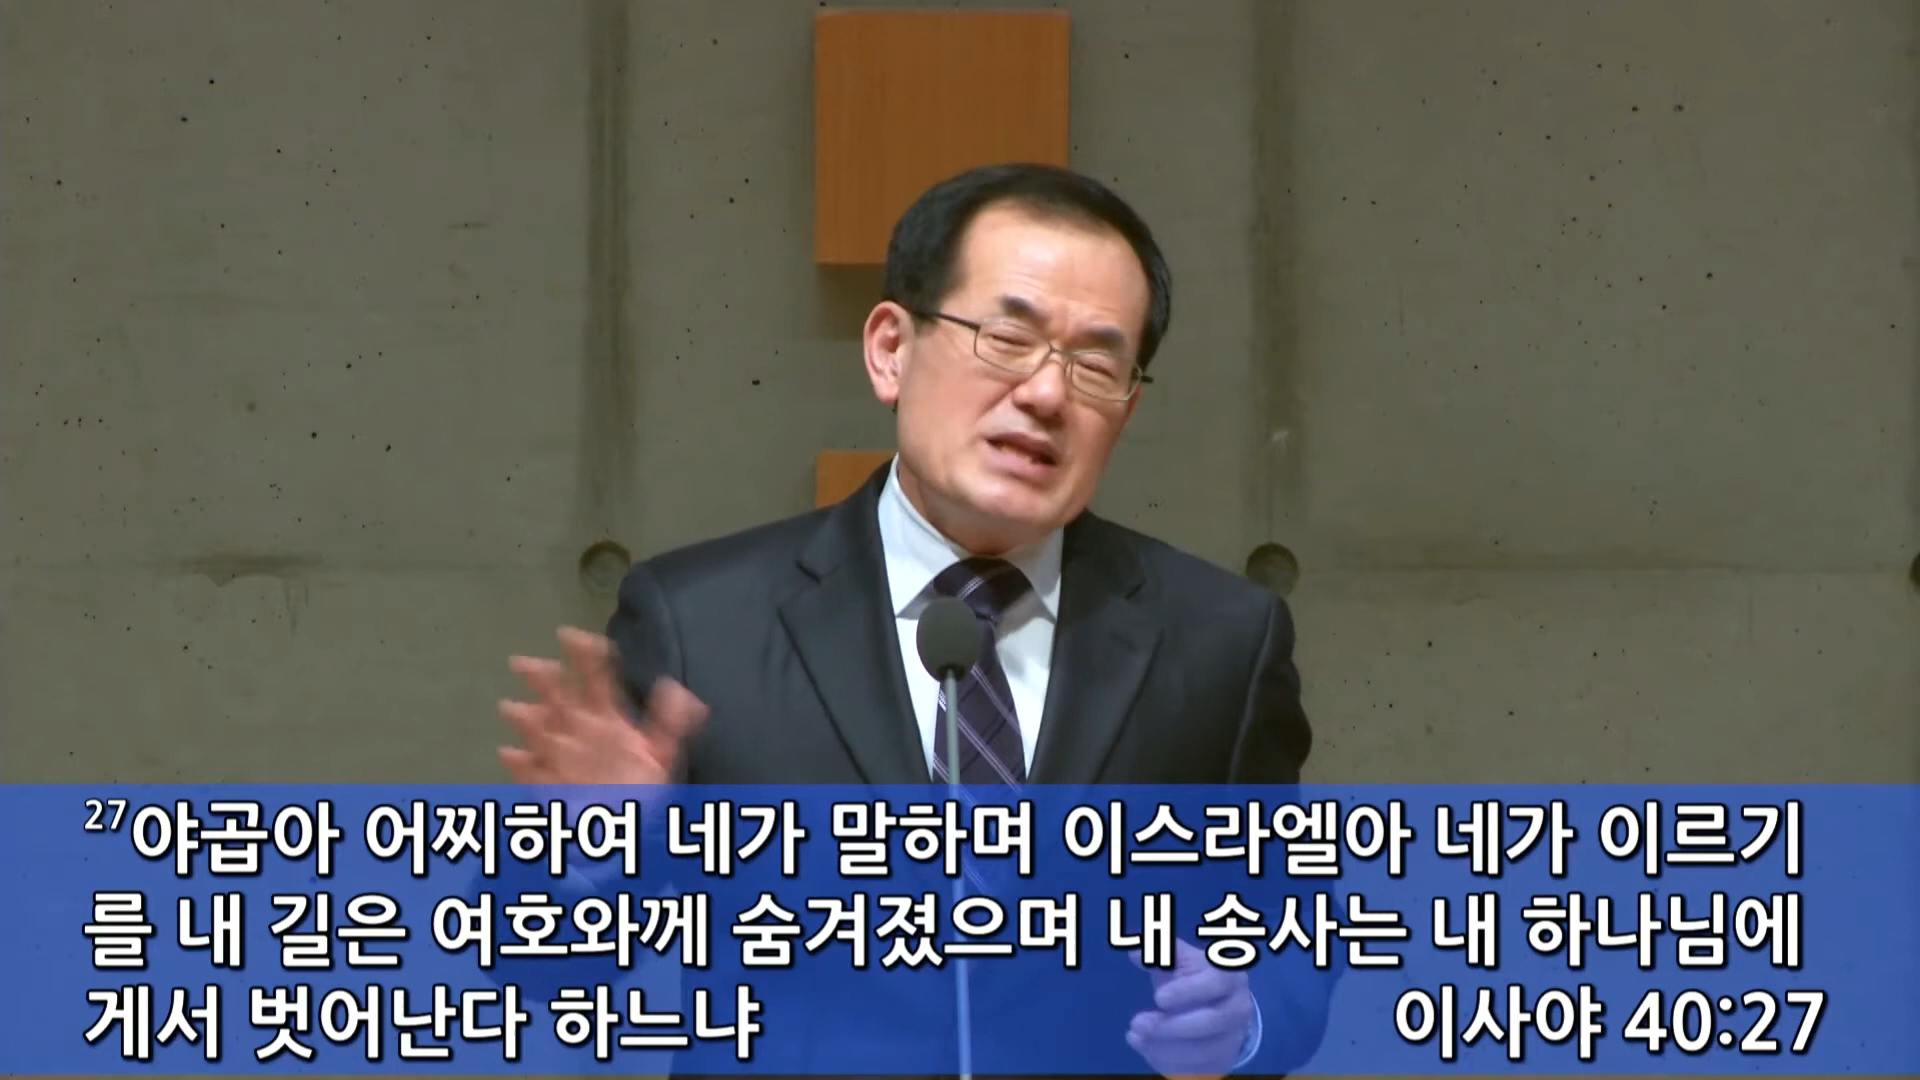 27야곱아 어찌하여 네가 말하며 이스라엘아 네가 이르기
를 내 길은 여호와께 숨겨졌으며 내 송사는 내 하나님에
게서 벗어난다 하느냐 이사야 40:27